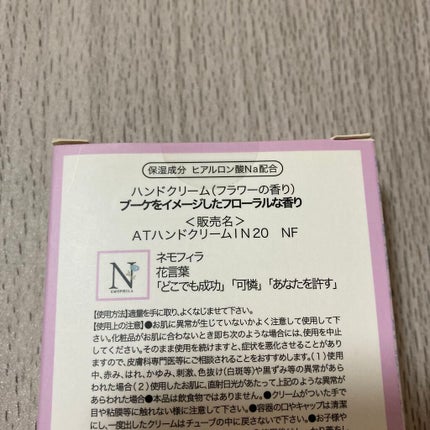 保湿成分 ヒアルロン酸Na配合
ハンドクリーム(フラワーの香り)
ブーケをイメージしたフローラルな香り
＜販売名＞
ATハンドクリームIN20 NF
N
NEMOPHILA
ネモフィラ
花言葉
「どこでも成功」「可憐」「あなたを許す」
【使用方法】適量を手に取り、よくなじませて下さい。
【使用上の注意】●お肌に異常が生じていないかよく注意して使用して
下さい。化粧品がお肌に合わないとき即ち次のような場合には、使用を中止
してください。そのまま使用を続けますと、症状を悪化させることがありま
すので、皮膚科専門医等にご相談されることをおすすめします。(1)使用
中、赤み、はれ、かゆみ、刺激、色抜け(白斑等)や黒ずみ等の異常があらわ
れた場合(2)使用したお肌に、直射日光があたって、上記のような異常が
あらわれた場合●本品は飲食物ではありません。●クリームがついた手で
目や粘膜等に触れない様に注意して下さい。●容器の口やキャップは清潔
にし、一度出したクリームはチューブの中に戻さないで下さい。●お子様や